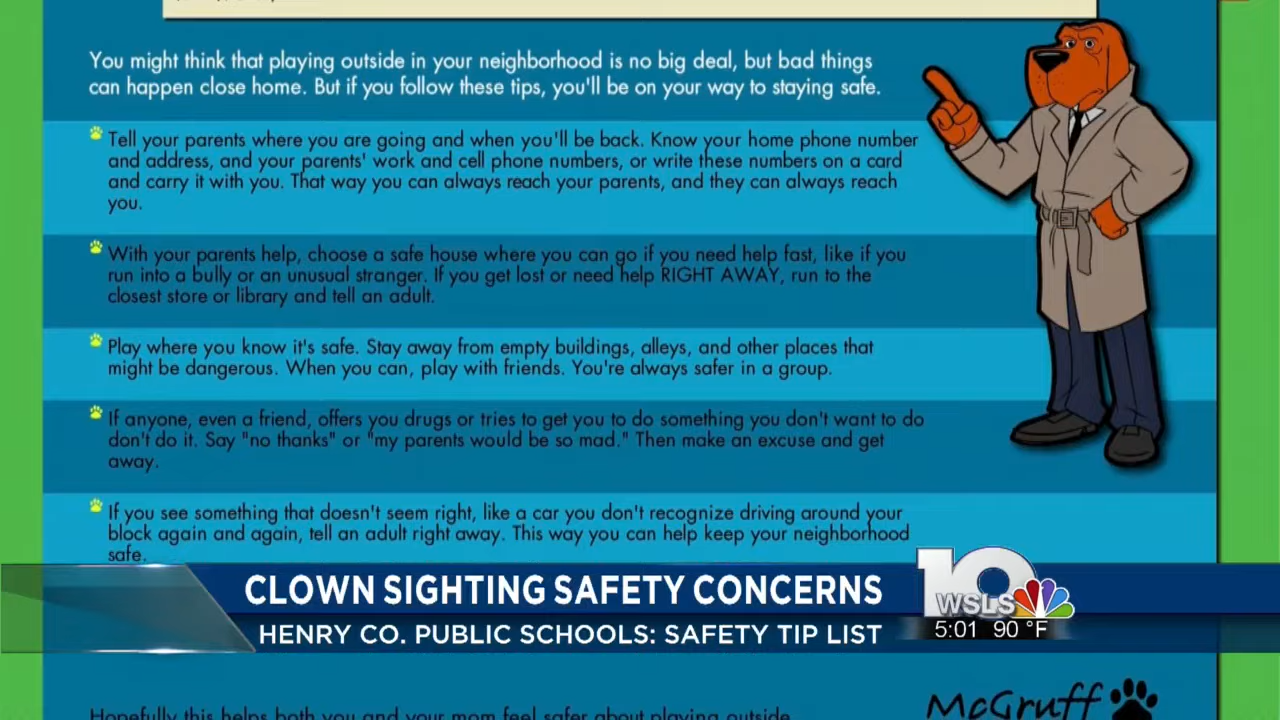 You might think that playing outside in your neighborhood is no big deal, but bad things
can happen close home. But if you follow these tips, you'll be on your way to staying safe.
Tell your parents where you are going and when you'll be back. Know your home phone number
and address, and your parents' work and cell phone numbers, or write these numbers on a card
and carry it with you. That way you can always reach your parents, and they can always reach
you.
With your parents help, choose a safe house where you can go if you need help fast, like if you
run into a bully or an unusual stranger. If you get lost or need help RIGHT AWAY, run to the
closest store or library and tell an adult.
Play where you know it's safe. Stay away from empty buildings, alleys, and other places that
might be dangerous. When you can, play with friends. You're always safer in a group.
If anyone, even a friend, offers you drugs or tries to get you to do something you don't want to do
don't do it. Say "no thanks" or "my parents would be so mad." Then make an excuse and get
away.
If you see something that doesn't seem right, like a car you don't recognize driving around your
block again and again, tell an adult right away. This way you can help keep your neighborhood
safe.
CLOWN SIGHTING SAFETY CONCERNS
HENRY CO. PUBLIC SCHOOLS: SAFETY TIP LIST
10
WSLS
5:01 90 °F
Hopefully this helps both you and your mom feel safer about playing outside
McGruff